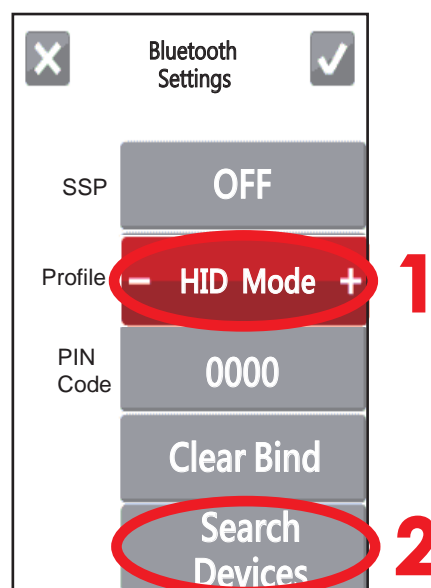 Bluetooth
Settings
SSP
OFF
Profile
- HID Mode +
1
PIN
Code
0000
Clear Bind
Search
Devices
2